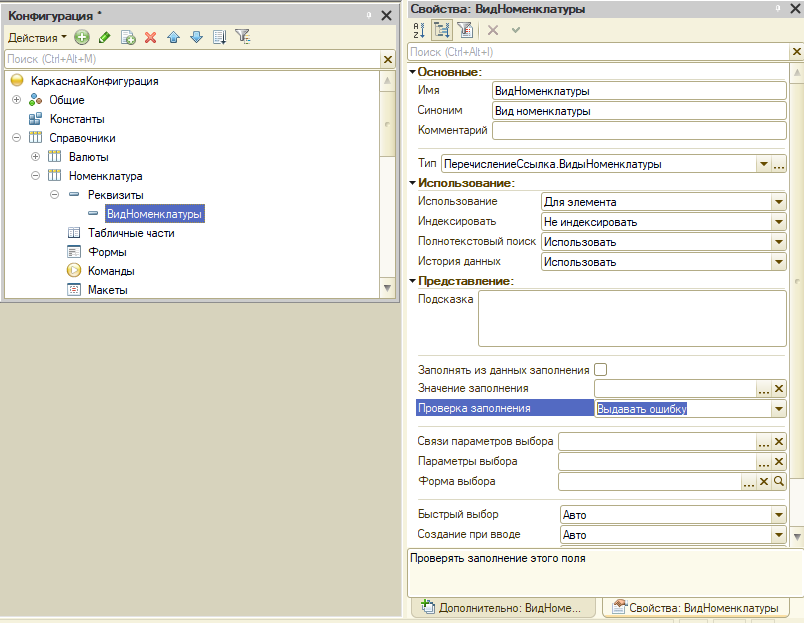 Конфигурация *
Действия
Поиск (Ctrl+Alt+M)
КаркаснаяКонфигурация
Общие
Константы
Справочники
Валюты
Номенклатура
Реквизиты
ВидНоменклатуры
Табличные части
Формы
Команды
Макеты
Свойства: ВидНоменклатуры
Поиск (Ctrl+Alt+I)
Основные:
Имя ВидНоменклатуры
Синоним Вид номенклатуры
Комментарий
Тип ПеречислениеСсылка.ВидыНоменклатуры ...
Использование:
Использование Для элемента
Индексировать Не индексировать
Полнотекстовый поиск Использовать
История данных Использовать
Представление:
Подсказка
Заполнять из данных заполнения
Значение заполнения ...
Проверка заполнения Выдавать ошибку
Связи параметров выбора ...
Параметры выбора ...
Форма выбора ...
Быстрый выбор Авто
Создание при вводе Авто
Проверять заполнение этого поля
Дополнительно: ВидНоме... Свойства: ВидНоменклатуры